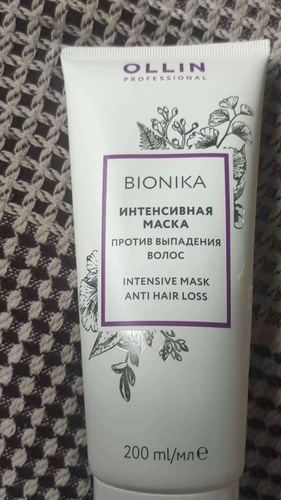 OLLIN
PROFESSIONAL
BIONIKA
ИНТЕНСИВНАЯ
МАСКА
ПРОТИВ ВЫПАДЕНИЯ
ВОЛОС
INTENSIVE MASK
ANTI HAIR LOSS
200 ml/мл℮